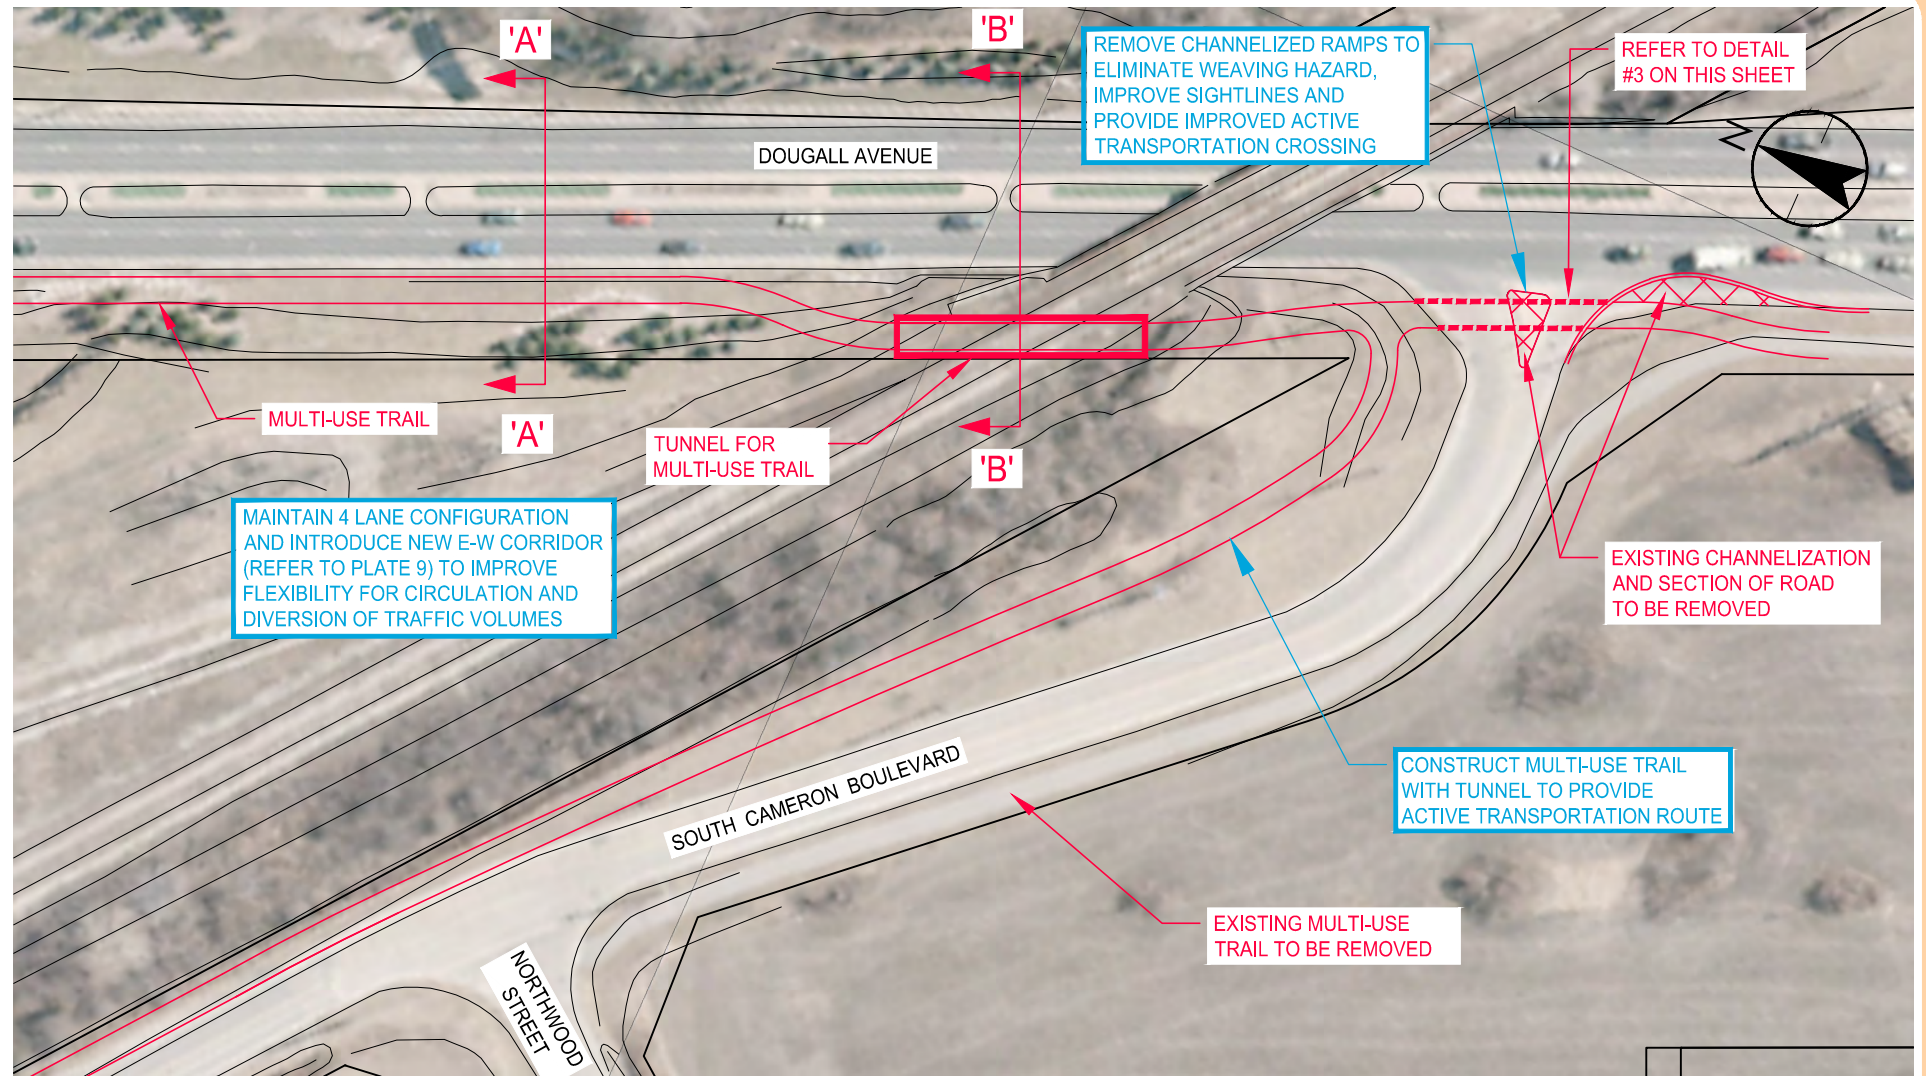 'A'
'B'
REMOVE CHANNELIZED RAMPS TO
ELIMINATE WEAVING HAZARD,
IMPROVE SIGHTLINES AND
PROVIDE IMPROVED ACTIVE
TRANSPORTATION CROSSING
REFER TO DETAIL
#3 ON THIS SHEET
N
DOUGALL AVENUE
MULTI-USE TRAIL
'A'
TUNNEL FOR
MULTI-USE TRAIL
'B'
MAINTAIN 4 LANE CONFIGURATION
AND INTRODUCE NEW E-W CORRIDOR
(REFER TO PLATE 9) TO IMPROVE
FLEXIBILITY FOR CIRCULATION AND
DIVERSION OF TRAFFIC VOLUMES
EXISTING CHANNELIZATION
AND SECTION OF ROAD
TO BE REMOVED
SOUTH CAMERON BOULEVARD
CONSTRUCT MULTI-USE TRAIL
WITH TUNNEL TO PROVIDE
ACTIVE TRANSPORTATION ROUTE
EXISTING MULTI-USE
TRAIL TO BE REMOVED
NORTHWOOD
STREET